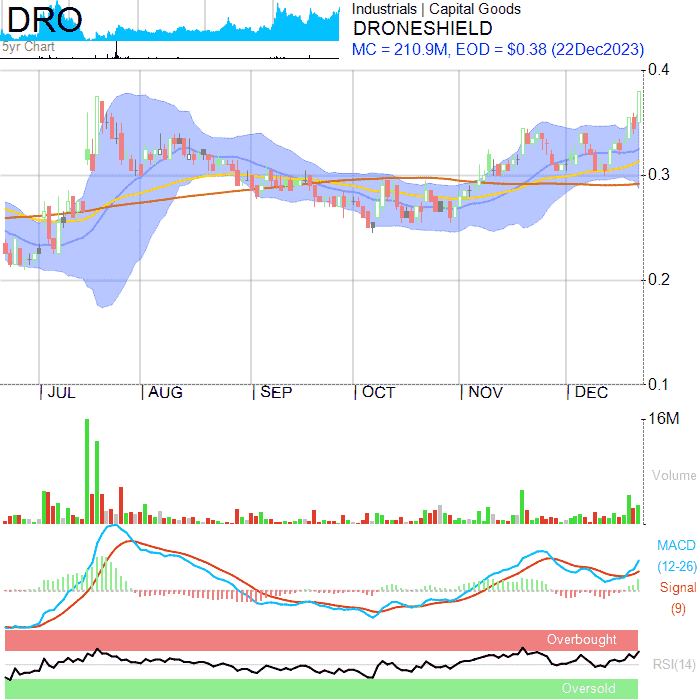 DRO
5yr Chart
Industrials | Capital Goods
DRONESHIELD
MC = 210.9M, EOD = $0.38 (22Dec2023)
0.4
0.3
0.2
0.1
JUL AUG SEP OCT NOV DEC
16M
Volume
MACD
(12-26)
Signal
(9)
Overbought
RSI(14)
Oversold